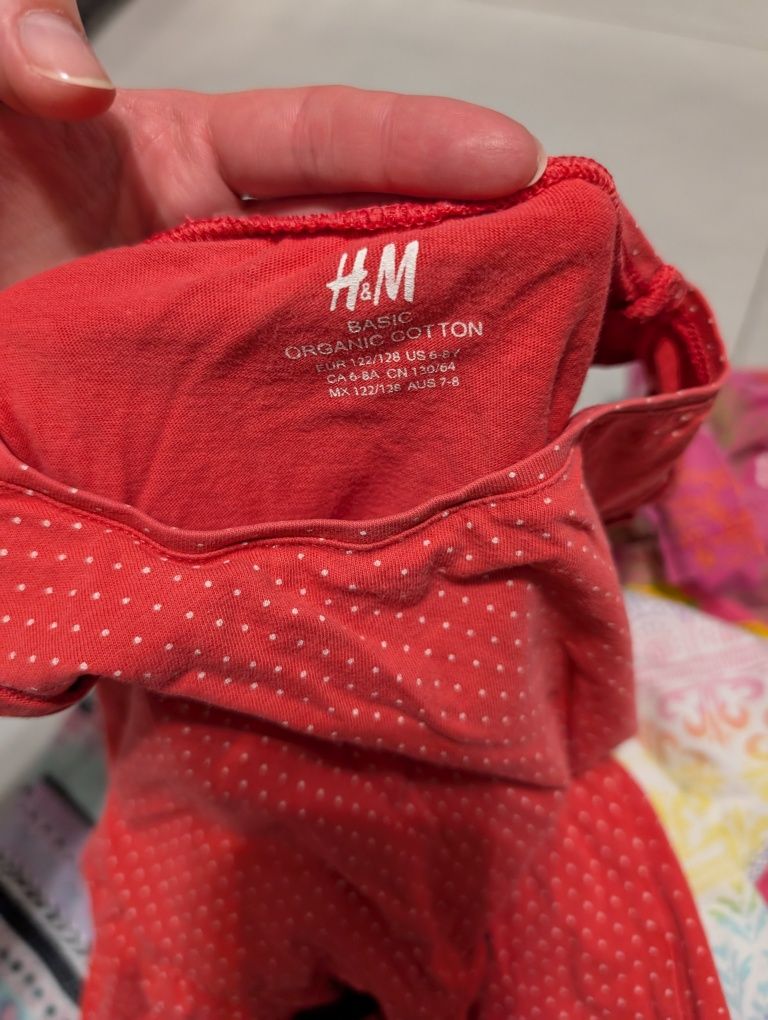 H&M
BASIC
ORGANIC COTTON
EUR 122/128 US 6-8Y
CA 6-8A CN 130/64
MX 122/128 AUS 7-8